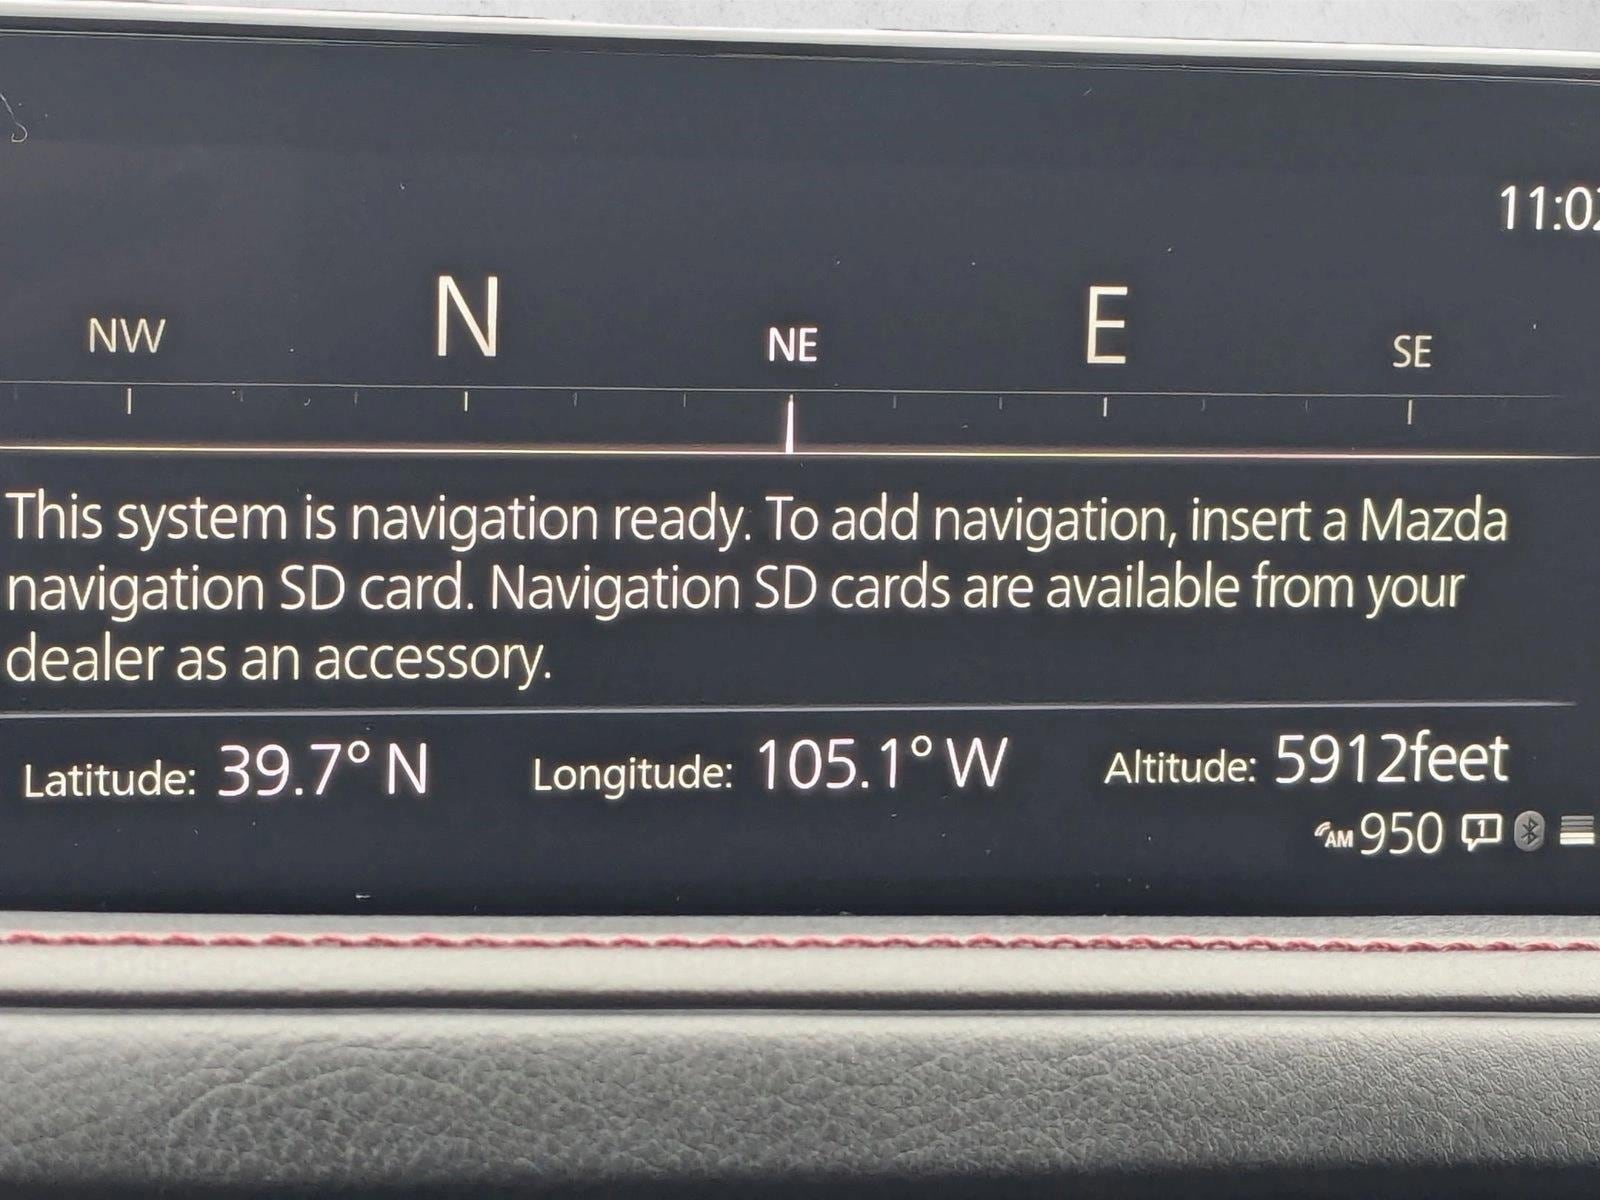 11:0
NW N NE E SE
This system is navigation ready. To add navigation, insert a Mazda
navigation SD card. Navigation SD cards are available from your
dealer as an accessory.
Latitude: 39.7° N Longitude: 105.1° W Altitude: 5912feet
AM 950 1